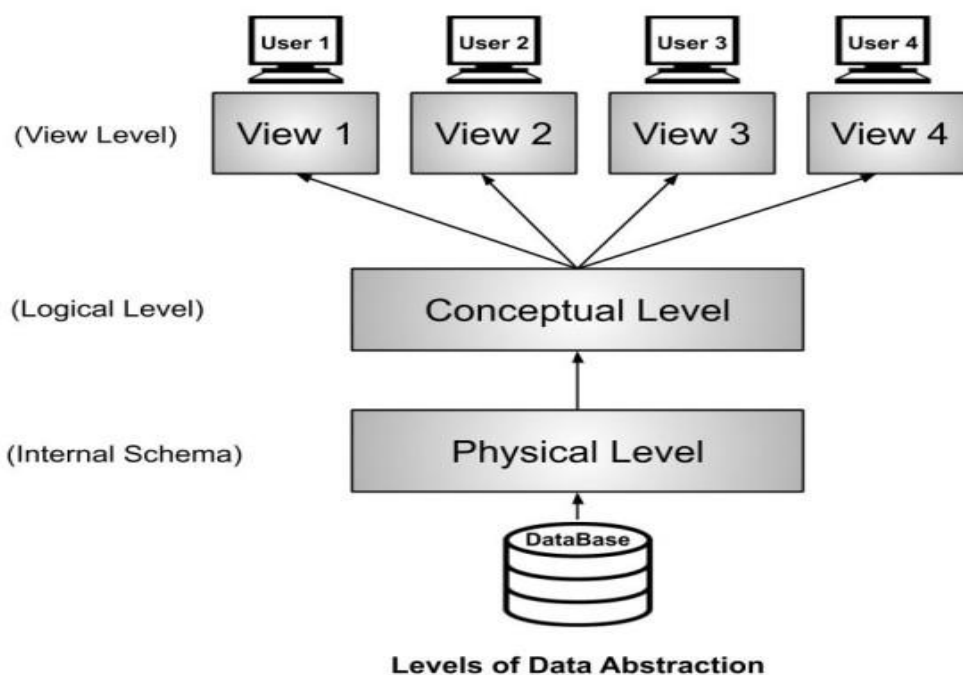 User 1 User 2 User 3 User 4
(View Level) View 1 View 2 View 3 View 4
(Logical Level) Conceptual Level
(Internal Schema) Physical Level
DataBase
Levels of Data Abstraction